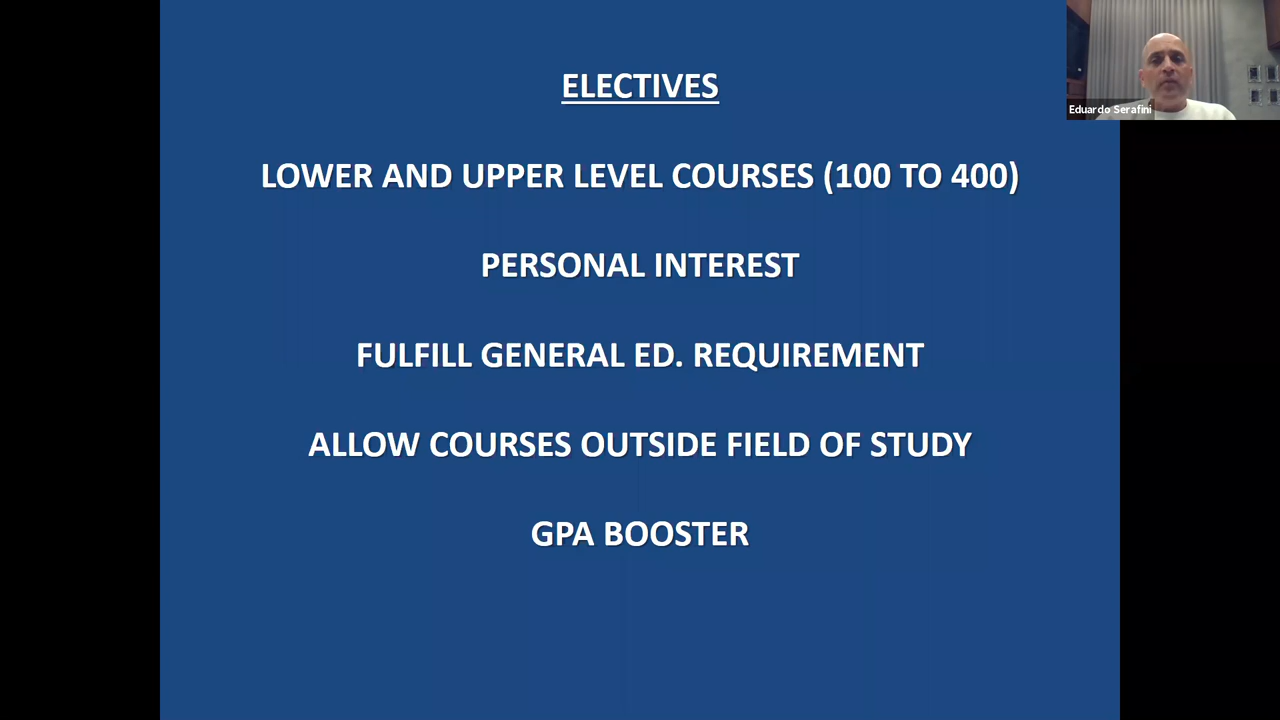 ELECTIVES
LOWER AND UPPER LEVEL COURSES (100 TO 400)
PERSONAL INTEREST
FULFILL GENERAL ED. REQUIREMENT
ALLOW COURSES OUTSIDE FIELD OF STUDY
GPA BOOSTER
Eduardo Serafini